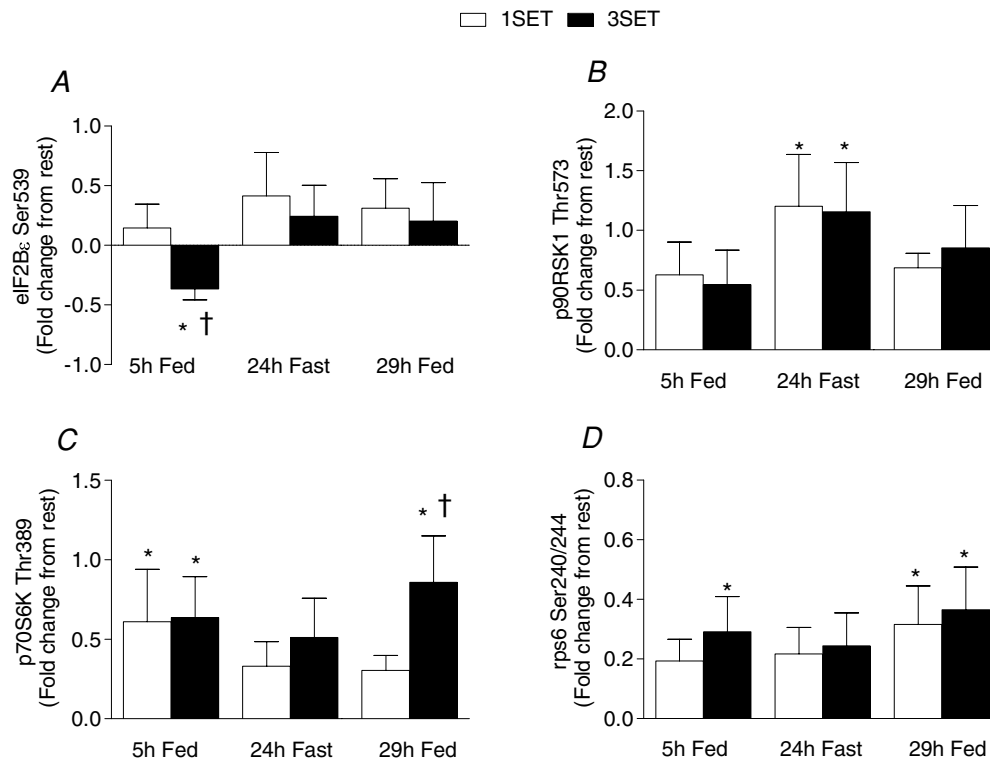 1SET 3SET
A
eIF2Bε Ser539
(Fold change from rest)
1.0
0.5
0.0
-0.5
-1.0
* †
5h Fed 24h Fast 29h Fed
B
p90RSK1 Thr573
(Fold change from rest)
2.0
1.5
1.0
0.5
0.0
* *
5h Fed 24h Fast 29h Fed
C
p70S6K Thr389
(Fold change from rest)
1.5
1.0
0.5
0.0
* * * †
5h Fed 24h Fast 29h Fed
D
rps6 Ser240/244
(Fold change from rest)
0.8
0.6
0.4
0.2
0.0
* * *
5h Fed 24h Fast 29h Fed